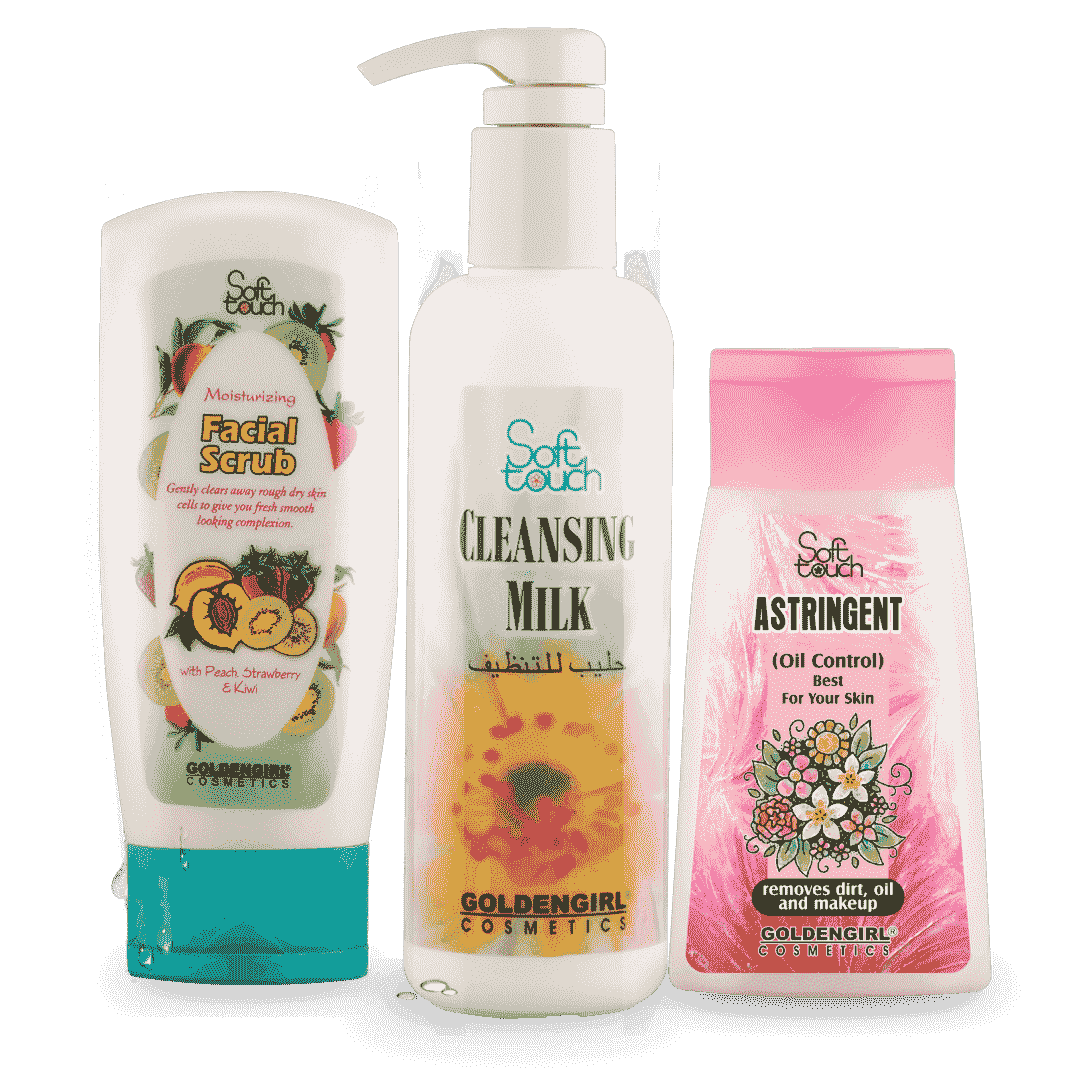 Soft
touch
Moisturizing
Facial
Scrub
Gently clears away rough dry skin
cells to give you fresh smooth
looking complexion.
with Peach, Strawberry
& Kiwi
GOLDENGIRL®
COSMETICS
Soft
touch
CLEANSING
MILK
حليب للتنظيف
GOLDENGIRL
COSMETICS
Soft
touch
ASTRINGENT
(Oil Control)
Best
For Your Skin
removes dirt, oil
and makeup
GOLDENGIRL®
COSMETICS